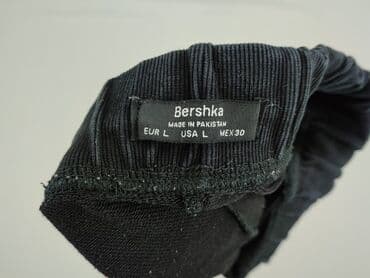 Bershka
MADE IN PAKISTAN
EUR L USA L MEX 30